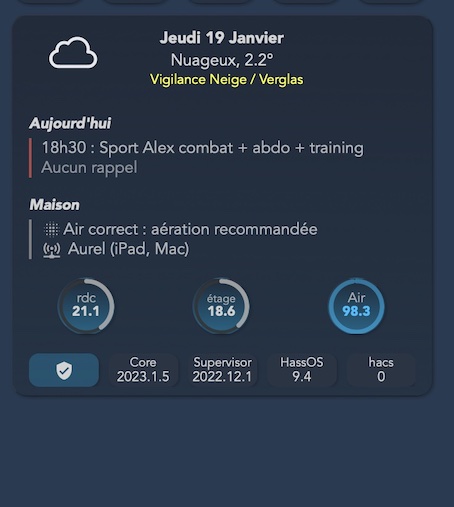 Jeudi 19 Janvier
Nuageux, 2.2°
Vigilance Neige / Verglas
Aujourd'hui
18h30 : Sport Alex combat + abdo + training
Aucun rappel
Maison
Air correct : aération recommandée
Aurel (iPad, Mac)
rdc
21.1
étage
18.6
Air
98.3
Core
2023.1.5
Supervisor
2022.12.1
HassOS
9.4
hacs
0